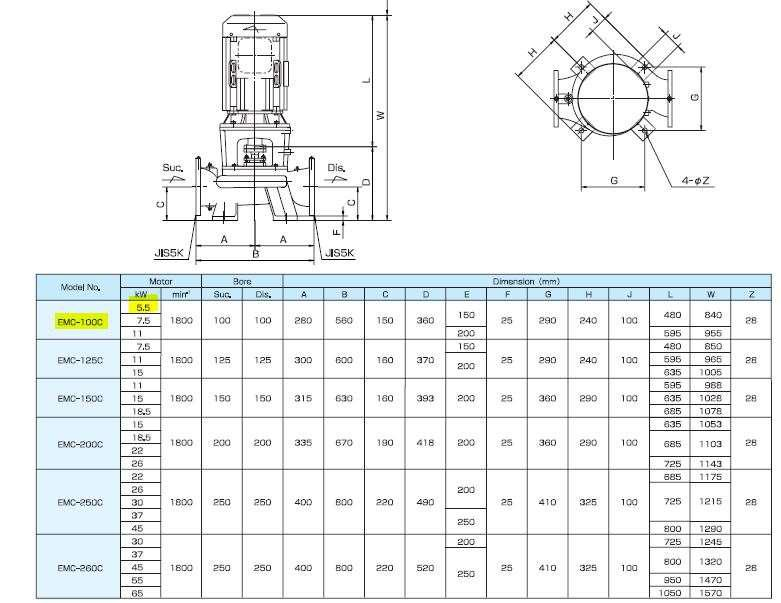 H
J
H
J
L
W
G
Suc.
Dis.
D
G
4-φZ
C
C
F
A
A
JIS5K
B
JIS5K
Model No. Motor Bore Dimension (mm)
kW min⁻¹ Suc. Dis. A B C D E F G H J L W Z
EMC-100C 5.5 7.5 11 1800 100 100 280 560 150 360 150 200 25 290 240 100 480 595 840 955 28
EMC-125C 7.5 11 15 1800 125 125 300 600 160 370 150 200 25 290 240 100 480 595 635 850 965 1005 28
EMC-150C 11 15 18.5 1800 150 150 315 630 160 393 200 25 360 290 100 595 635 685 988 1028 1078 28
EMC-200C 15 18.5 22 26 1800 200 200 335 670 190 418 200 25 360 290 100 635 685 725 1053 1103 1143 28
EMC-250C 22 26 30 37 45 1800 250 250 400 800 220 490 200 250 25 410 325 100 685 725 800 1175 1215 1290 28
EMC-260C 30 37 45 55 65 1800 250 250 400 800 220 520 200 250 25 410 325 100 725 800 950 1050 1245 1320 1470 1570 28